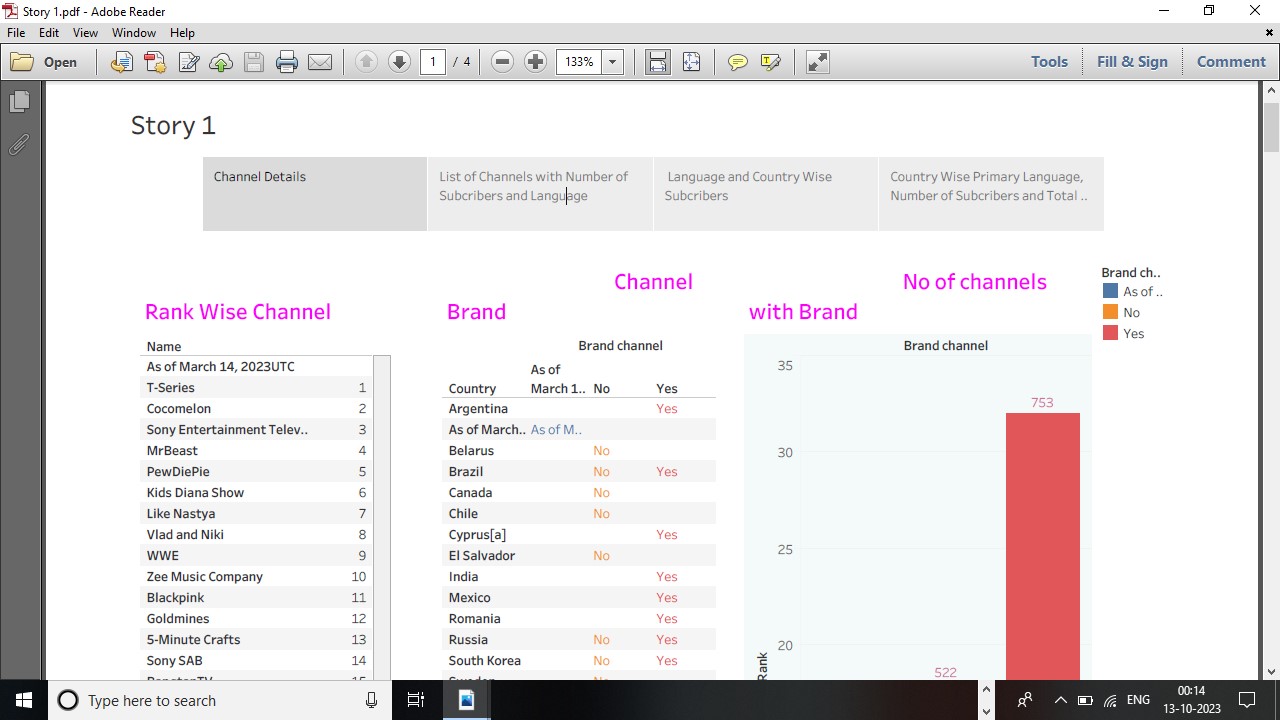 Story 1.pdf - Adobe Reader
File Edit View Window Help
Open 1 / 4 133% Tools Fill & Sign Comment
Story 1
Channel Details
List of Channels with Number of
Subcribers and Language
Language and Country Wise
Subcribers
Country Wise Primary Language,
Number of Subcribers and Total ..
Rank Wise Channel
Name
As of March 14, 2023UTC
T-Series 1
Cocomelon 2
Sony Entertainment Telev.. 3
MrBeast 4
PewDiePie 5
Kids Diana Show 6
Like Nastya 7
Vlad and Niki 8
WWE 9
Zee Music Company 10
Blackpink 11
Goldmines 12
5-Minute Crafts 13
Sony SAB 14
Channel
Brand
Brand channel
As of
Country March 1.. No Yes
Argentina Yes
As of March.. As of M..
Belarus No
Brazil No Yes
Canada No
Chile No
Cyprus[a] Yes
El Salvador No
India Yes
Mexico Yes
Romania Yes
Russia No Yes
South Korea No Yes
No of channels
with Brand
Brand channel
35
753
30
25
20
522
Rank
Brand ch..
As of ..
No
Yes
Type here to search
ENG
00:14
13-10-2023